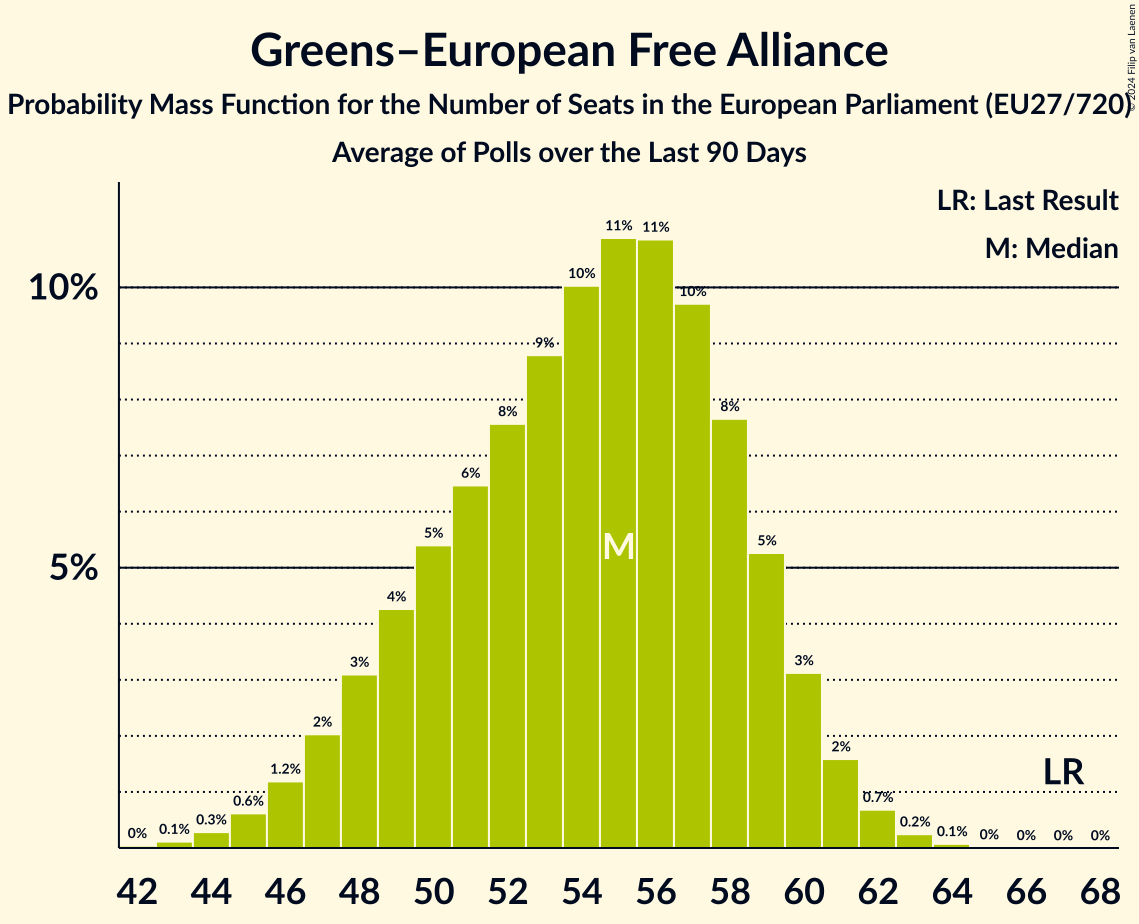 Greens–European Free Alliance
Probability Mass Function for the Number of Seats in the European Parliament (EU27/720)
Average of Polls over the Last 90 Days
© 2024 Filip van Laenen
LR: Last Result
M: Median
10%
5%
0% 0.1% 0.3% 0.6% 1.2% 2% 3% 4% 5% 6% 8% 9% 10% 11% 11% 10% 8% 5% 3% 2% 0.7% 0.2% 0.1% 0% 0% 0% 0%
M
LR
42 44 46 48 50 52 54 56 58 60 62 64 66 68